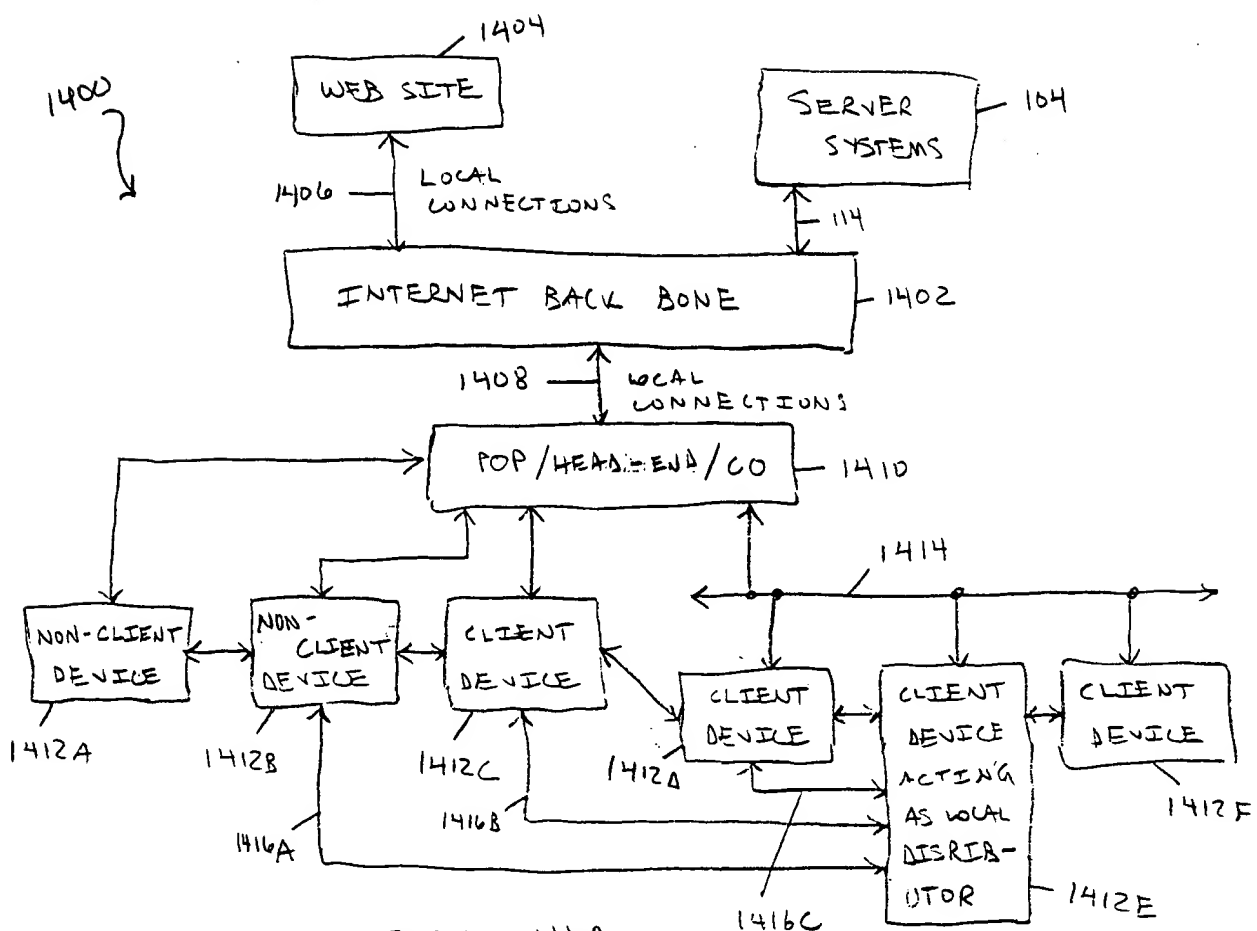 1400
1404
WEB SITE
SERVER
SYSTEMS
104
1406
LOCAL
CONNECTIONS
114
INTERNET BACK BONE
1402
1408
LOCAL
CONNECTIONS
POP/HEAD-END/CO
1410
1414
NON-CLIENT
DEVICE
NON-
CLIENT
DEVICE
CLIENT
DEVICE
CLIENT
DEVICE
CLIENT
DEVICE
ACTING
AS LOCAL
DISRIB-
UTOR
CLIENT
DEVICE
1412A
1412B
1412C
1412D
1412F
1416A
1416B
1416C
1412E